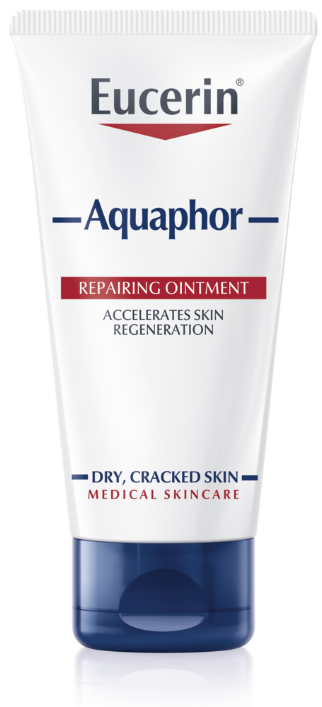 Eucerin®
Aquaphor
REPAIRING OINTMENT
ACCELERATES SKIN
REGENERATION
DRY, CRACKED SKIN
MEDICAL SKINCARE